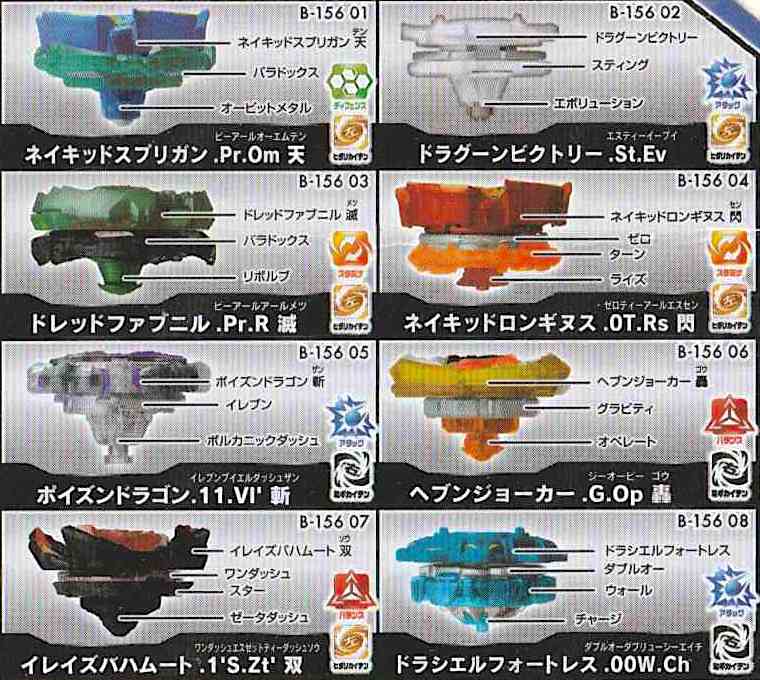 B-156 01
テン
ネイキッドスプリガン 天
パラドックス
オービットメタル
ディフェンス
ヒダリカイテン
ピーアールオーエムテン
ネイキッドスプリガン.Pr.Om 天
B-156 02
ドラグーンビクトリー
スティング
エボリューション
アタック
ヒダリカイテン
エスティーイーブイ
ドラグーンビクトリー.St.Ev
B-156 03
メツ
ドレッドファブニル 滅
パラドックス
リボルブ
スタミナ
ヒダリカイテン
ピーアールアールメツ
ドレッドファブニル.Pr.R 滅
B-156 04
セン
ネイキッドロンギヌス 閃
ゼロ
ターン
ライズ
スタミナ
ヒダリカイテン
ゼロティーアールエスセン
ネイキッドロンギヌス.0T.Rs 閃
B-156 05
ザン
ポイズンドラゴン 斬
イレブン
ボルカニックダッシュ
アタック
ミギカイテン
イレブンブイエルダッシュザン
ポイズンドラゴン.11.Vl' 斬
B-156 06
ゴウ
ヘブンジョーカー 轟
グラビティ
オペレート
バランス
ミギカイテン
ジーオーピー ゴウ
ヘブンジョーカー.G.Op 轟
B-156 07
ソウ
イレイズバハムート 双
ワンダッシュ
スター
ゼータダッシュ
バランス
ヒダリカイテン
ワンダッシュエスゼットティーダッシュソウ
イレイズバハムート.1'S.Zt' 双
B-156 08
ドラシエルフォートレス
ダブルオー
ウォール
チャージ
アタック
ミギカイテン
ダブルオーダブリューシーエイチ
ドラシエルフォートレス.00W.Ch